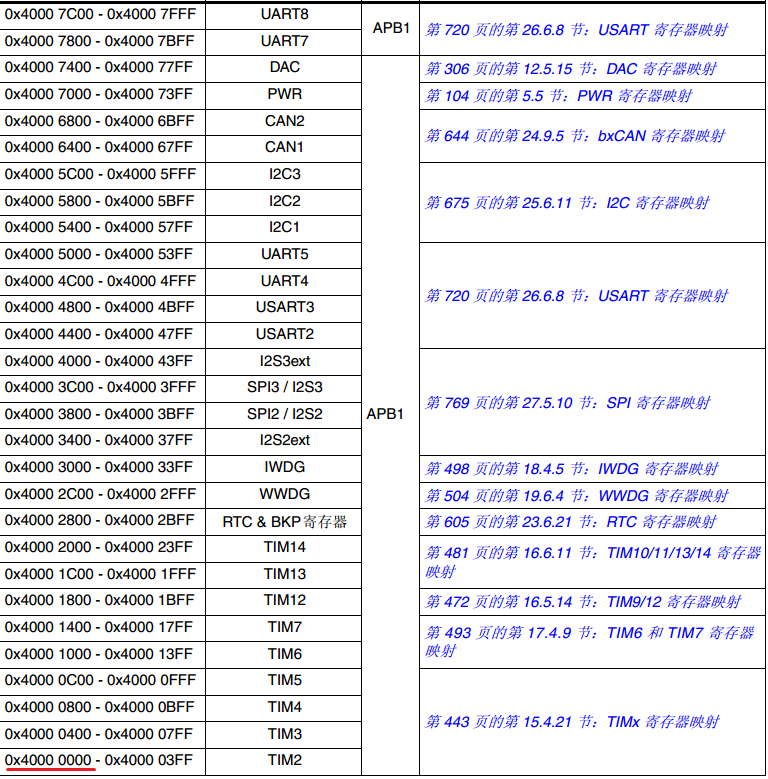 0x4000 7C00 - 0x4000 7FFF UART8 APB1 第 720 页的第 26.6.8 节：USART 寄存器映射
0x4000 7800 - 0x4000 7BFF UART7
0x4000 7400 - 0x4000 77FF DAC APB1 第 306 页的第 12.5.15 节：DAC 寄存器映射
0x4000 7000 - 0x4000 73FF PWR 第 104 页的第 5.5 节：PWR 寄存器映射
0x4000 6800 - 0x4000 6BFF CAN2 第 644 页的第 24.9.5 节：bxCAN 寄存器映射
0x4000 6400 - 0x4000 67FF CAN1
0x4000 5C00 - 0x4000 5FFF I2C3 第 675 页的第 25.6.11 节：I2C 寄存器映射
0x4000 5800 - 0x4000 5BFF I2C2
0x4000 5400 - 0x4000 57FF I2C1
0x4000 5000 - 0x4000 53FF UART5 第 720 页的第 26.6.8 节：USART 寄存器映射
0x4000 4C00 - 0x4000 4FFF UART4
0x4000 4800 - 0x4000 4BFF USART3
0x4000 4400 - 0x4000 47FF USART2
0x4000 4000 - 0x4000 43FF I2S3ext 第 769 页的第 27.5.10 节：SPI 寄存器映射
0x4000 3C00 - 0x4000 3FFF SPI3 / I2S3
0x4000 3800 - 0x4000 3BFF SPI2 / I2S2
0x4000 3400 - 0x4000 37FF I2S2ext
0x4000 3000 - 0x4000 33FF IWDG 第 498 页的第 18.4.5 节：IWDG 寄存器映射
0x4000 2C00 - 0x4000 2FFF WWDG 第 504 页的第 19.6.4 节：WWDG 寄存器映射
0x4000 2800 - 0x4000 2BFF RTC & BKP 寄存器 第 605 页的第 23.6.21 节：RTC 寄存器映射
0x4000 2000 - 0x4000 23FF TIM14 第 481 页的第 16.6.11 节：TIM10/11/13/14 寄存器
映射
0x4000 1C00 - 0x4000 1FFF TIM13
0x4000 1800 - 0x4000 1BFF TIM12 第 472 页的第 16.5.14 节：TIM9/12 寄存器映射
0x4000 1400 - 0x4000 17FF TIM7 第 493 页的第 17.4.9 节：TIM6 和 TIM7 寄存器
映射
0x4000 1000 - 0x4000 13FF TIM6
0x4000 0C00 - 0x4000 0FFF TIM5 第 443 页的第 15.4.21 节：TIMx 寄存器映射
0x4000 0800 - 0x4000 0BFF TIM4
0x4000 0400 - 0x4000 07FF TIM3
0x4000 0000 - 0x4000 03FF TIM2